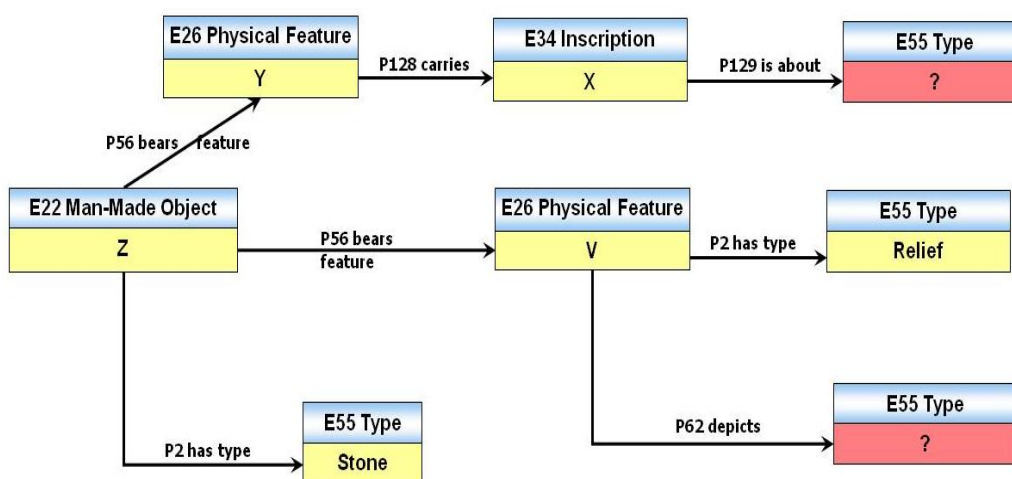 E26 Physical Feature
Y
P128 carries
E34 Inscription
X
P129 is about
E55 Type
?
P56 bears feature
E22 Man-Made Object
Z
P56 bears
feature
E26 Physical Feature
V
P2 has type
E55 Type
Relief
P2 has type
E55 Type
Stone
P62 depicts
E55 Type
?